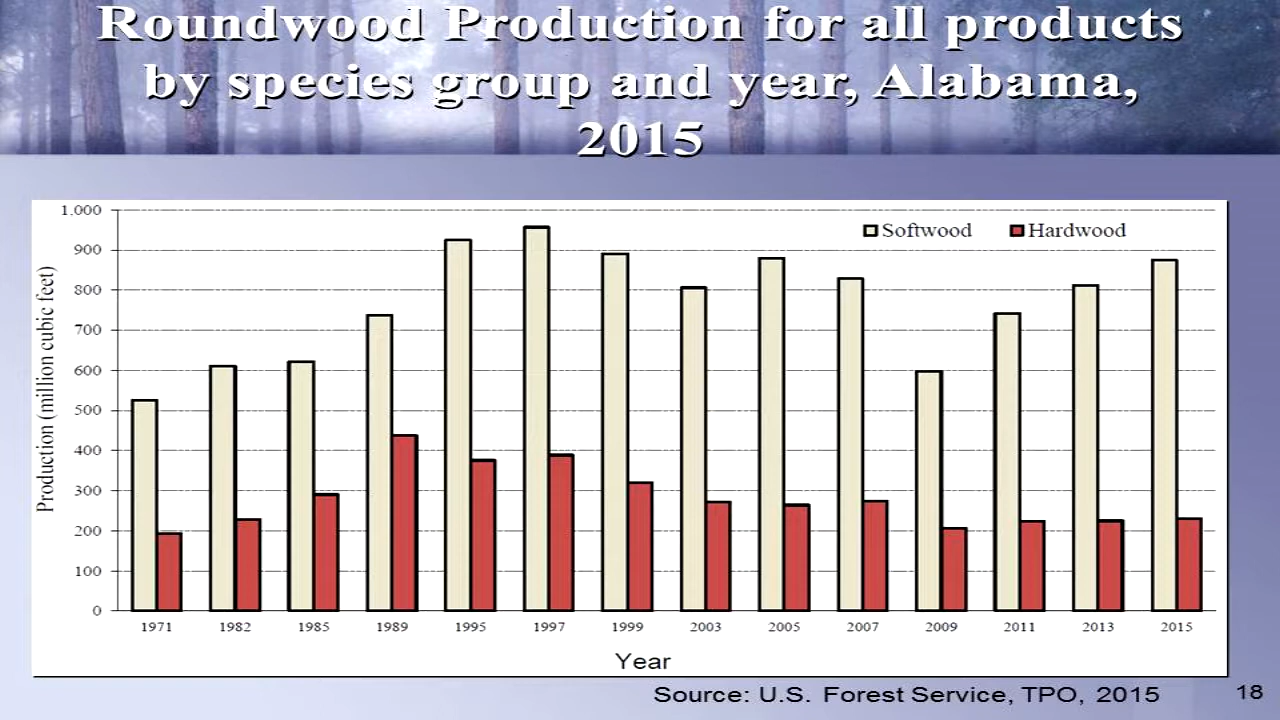 Roundwood Production for all products
by species group and year, Alabama,
2015
1.000
900
800
700
600
500
400
300
200
100
0
Production (million cubic feet)
Softwood Hardwood
1971 1982 1985 1989 1995 1997 1999 2003 2005 2007 2009 2011 2013 2015
Year
Source: U.S. Forest Service, TPO, 2015
18